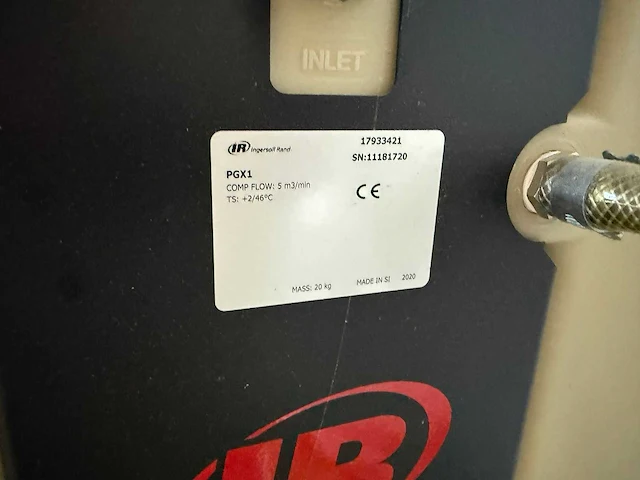 INLET
IR Ingersoll Rand
17933421
SN:11181720
PGX1
COMP FLOW: 5 m3/min
TS: +2/46°C
CE
MASS: 20 kg
MADE IN SI
2020
IR